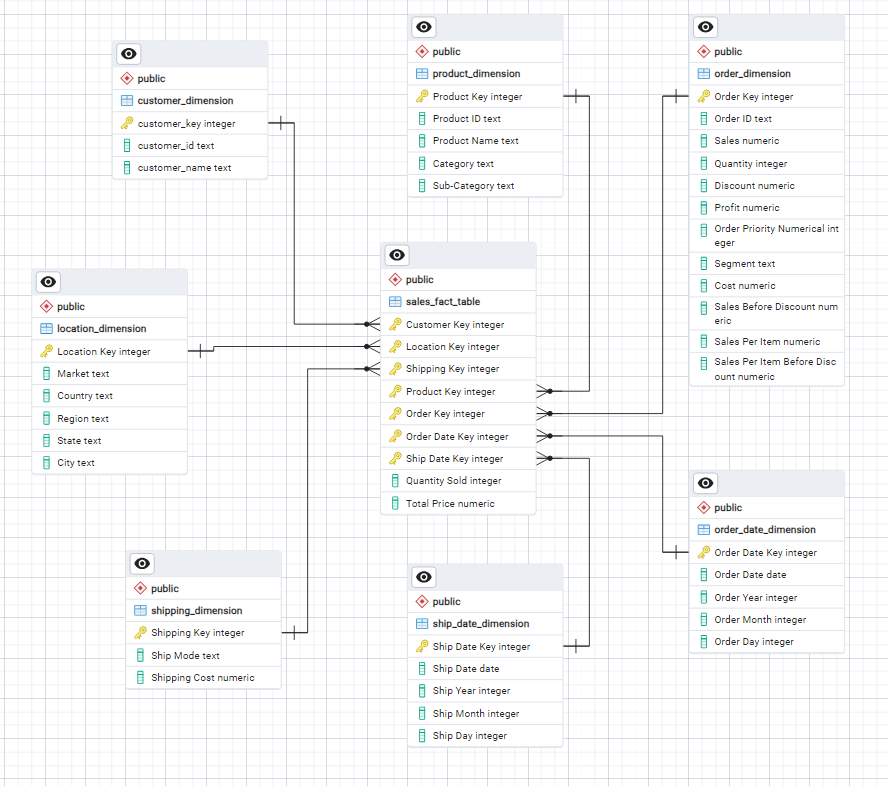 public
customer_dimension
customer_key integer
customer_id text
customer_name text
public
product_dimension
Product Key integer
Product ID text
Product Name text
Category text
Sub-Category text
public
order_dimension
Order Key integer
Order ID text
Sales numeric
Quantity integer
Discount numeric
Profit numeric
Order Priority Numerical int
eger
Segment text
Cost numeric
Sales Before Discount num
eric
Sales Per Item numeric
Sales Per Item Before Disc
ount numeric
public
location_dimension
Location Key integer
Market text
Country text
Region text
State text
City text
public
sales_fact_table
Customer Key integer
Location Key integer
Shipping Key integer
Product Key integer
Order Key integer
Order Date Key integer
Ship Date Key integer
Quantity Sold integer
Total Price numeric
public
order_date_dimension
Order Date Key integer
Order Date date
Order Year integer
Order Month integer
Order Day integer
public
shipping_dimension
Shipping Key integer
Ship Mode text
Shipping Cost numeric
public
ship_date_dimension
Ship Date Key integer
Ship Date date
Ship Year integer
Ship Month integer
Ship Day integer